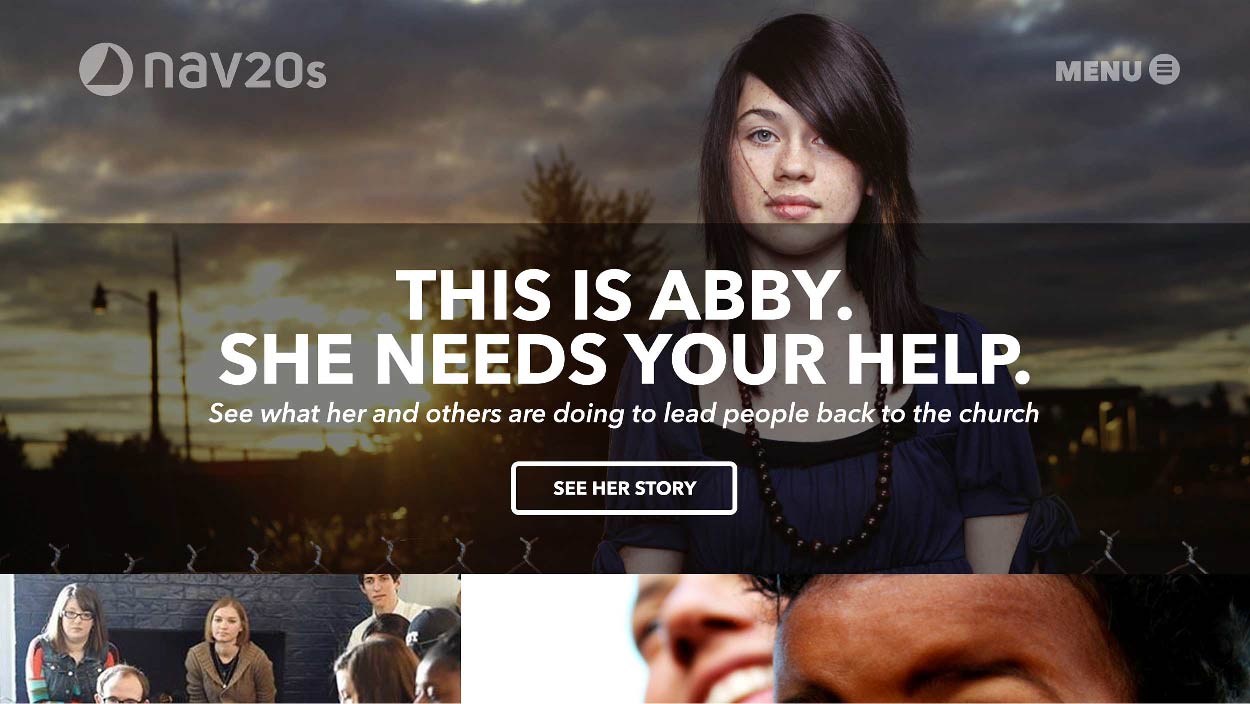 nav20s
MENU
THIS IS ABBY.
SHE NEEDS YOUR HELP.
See what her and others are doing to lead people back to the church
SEE HER STORY